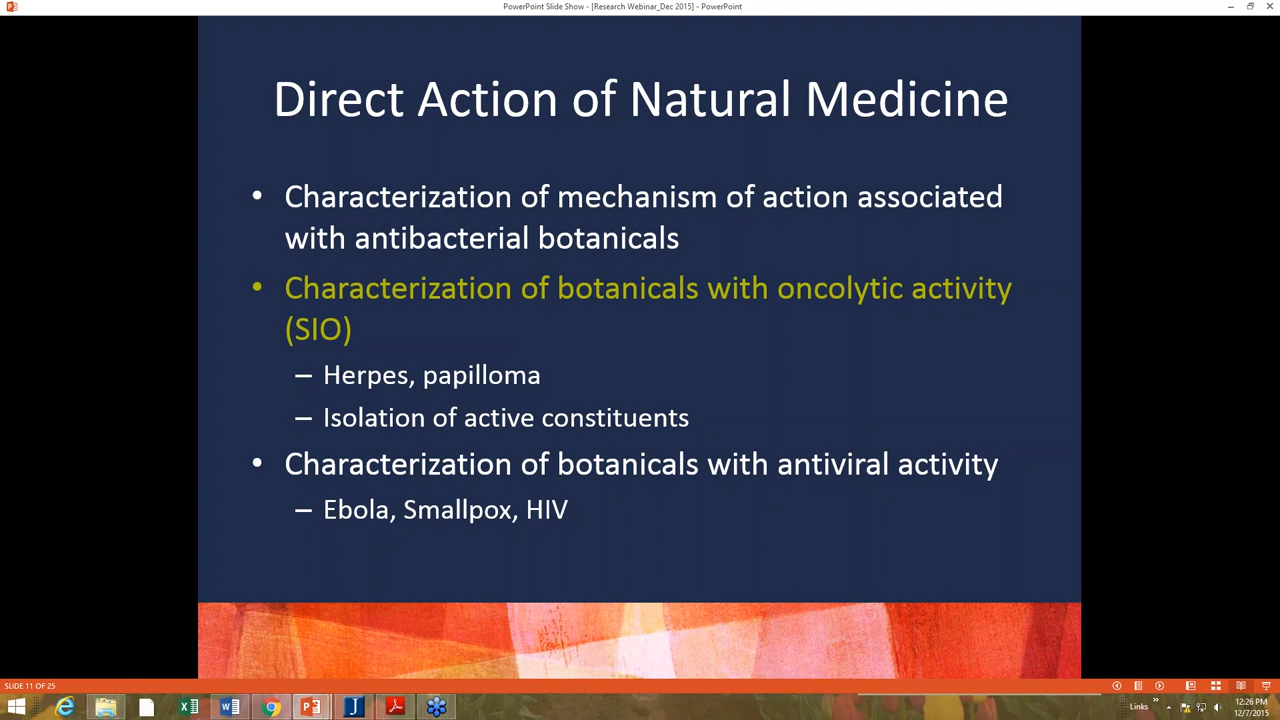 PowerPoint Slide Show - [Research Webinar_Dec 2015] - PowerPoint
Direct Action of Natural Medicine
• Characterization of mechanism of action associated
with antibacterial botanicals
• Characterization of botanicals with oncolytic activity
(SIO)
– Herpes, papilloma
– Isolation of active constituents
• Characterization of botanicals with antiviral activity
– Ebola, Smallpox, HIV
SLIDE 11 OF 25
Links
12:26 PM
12/7/2015